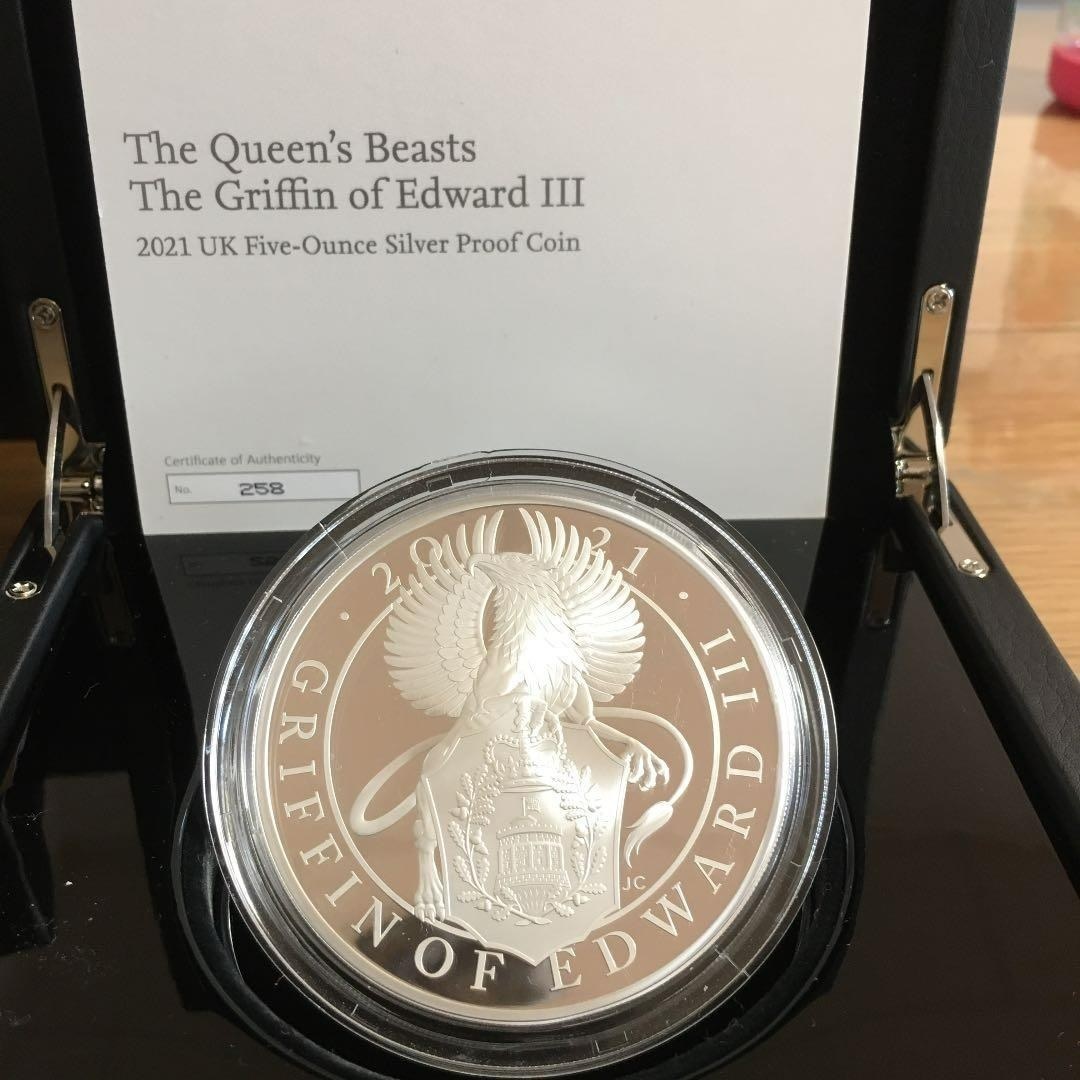 The Queen's Beasts
The Griffin of Edward III
2021 UK Five-Ounce Silver Proof Coin
Certificate of Authenticity
No. 258
· 2021 ·
GRIFFIN OF EDWARD III
JC